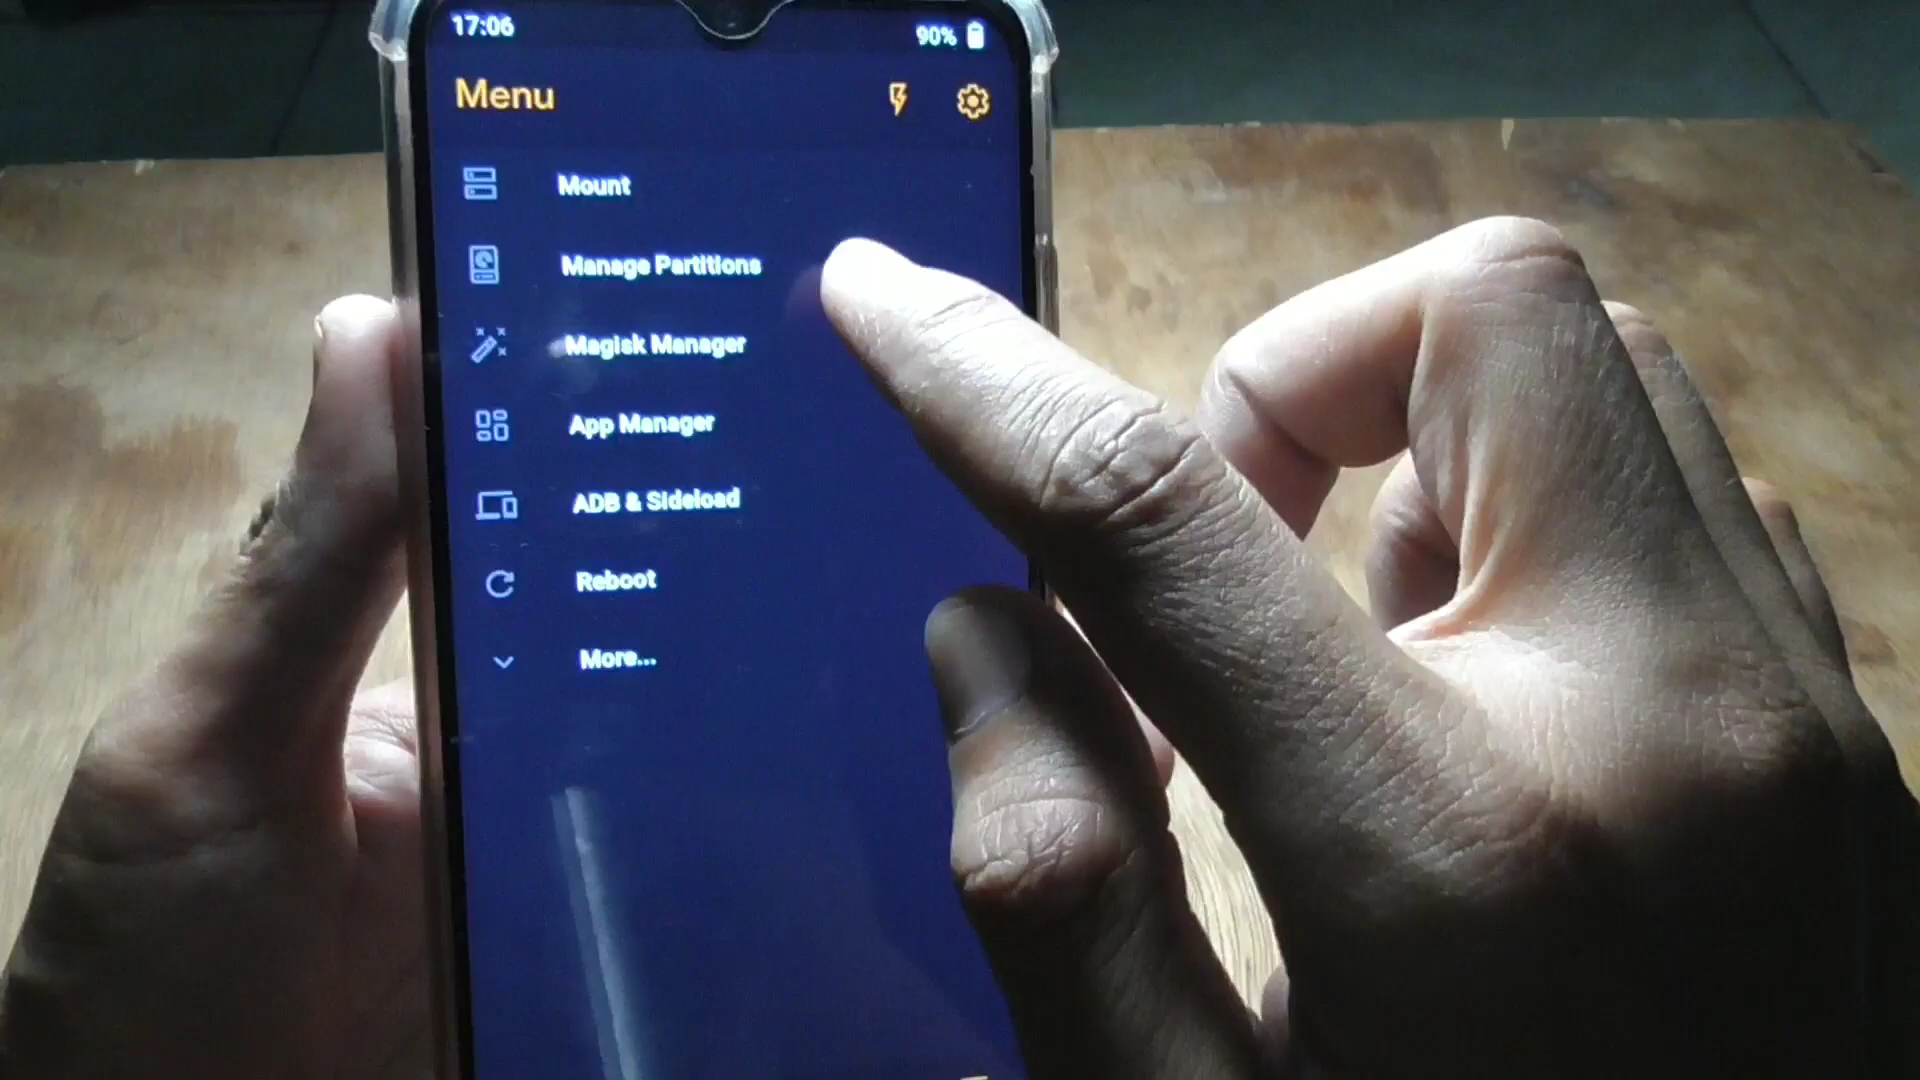 17:06
90%
Menu
Mount
Manage Partitions
Magisk Manager
App Manager
ADB & Sideload
Reboot
More...